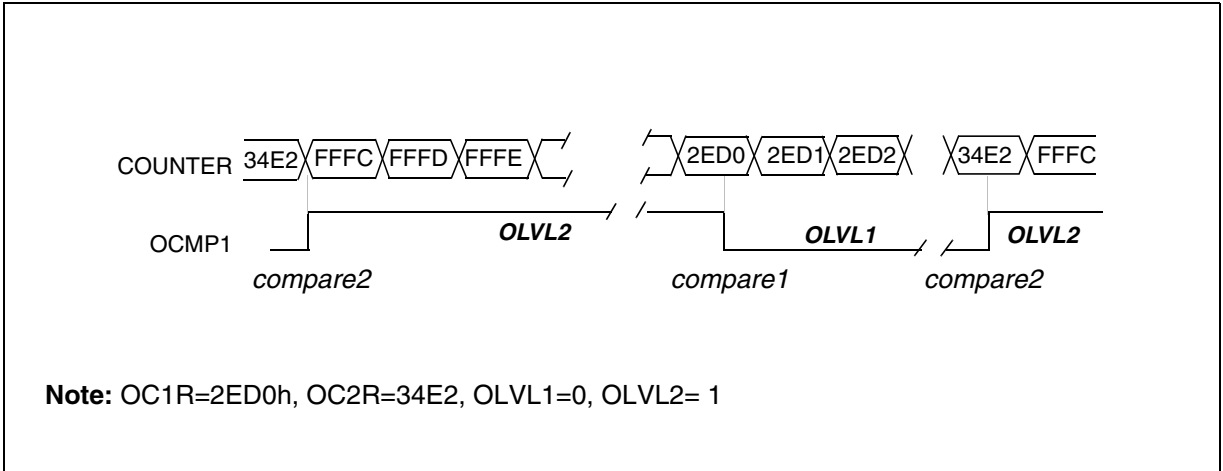 COUNTER 34E2 FFFC FFFD FFFE 2ED0 2ED1 2ED2 34E2 FFFC
OCMP1 OLVL2 OLVL1 OLVL2
compare2 compare1 compare2
Note: OC1R=2ED0h, OC2R=34E2, OLVL1=0, OLVL2= 1